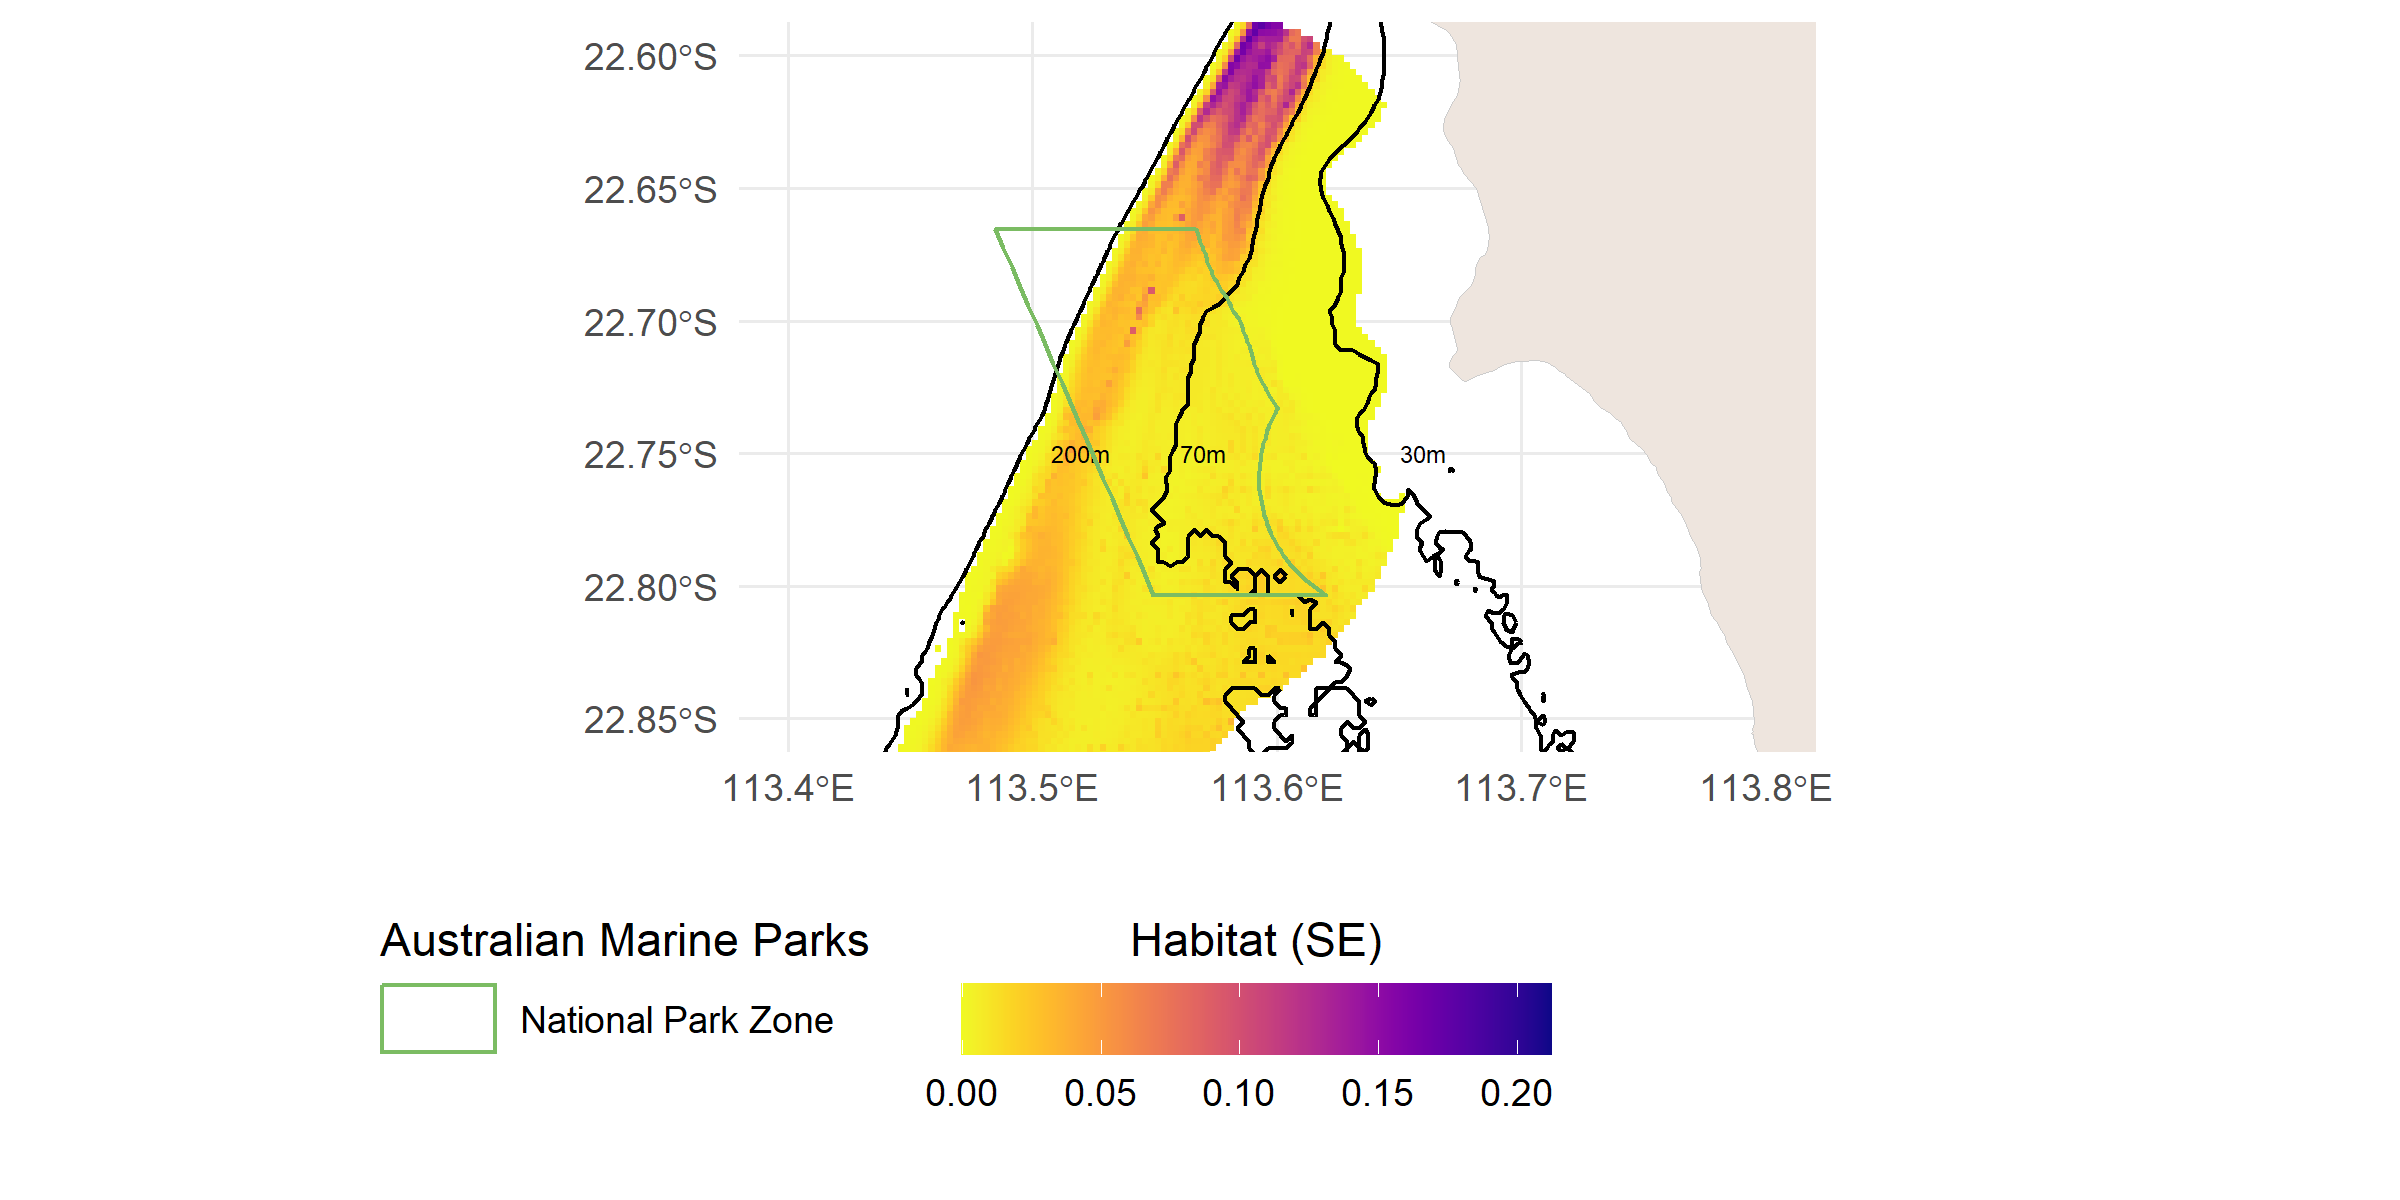 22.60°S
22.65°S
22.70°S
22.75°S
22.80°S
22.85°S
200m 70m 30m
113.4°E 113.5°E 113.6°E 113.7°E 113.8°E
Australian Marine Parks
National Park Zone
Habitat (SE)
0.00 0.05 0.10 0.15 0.20